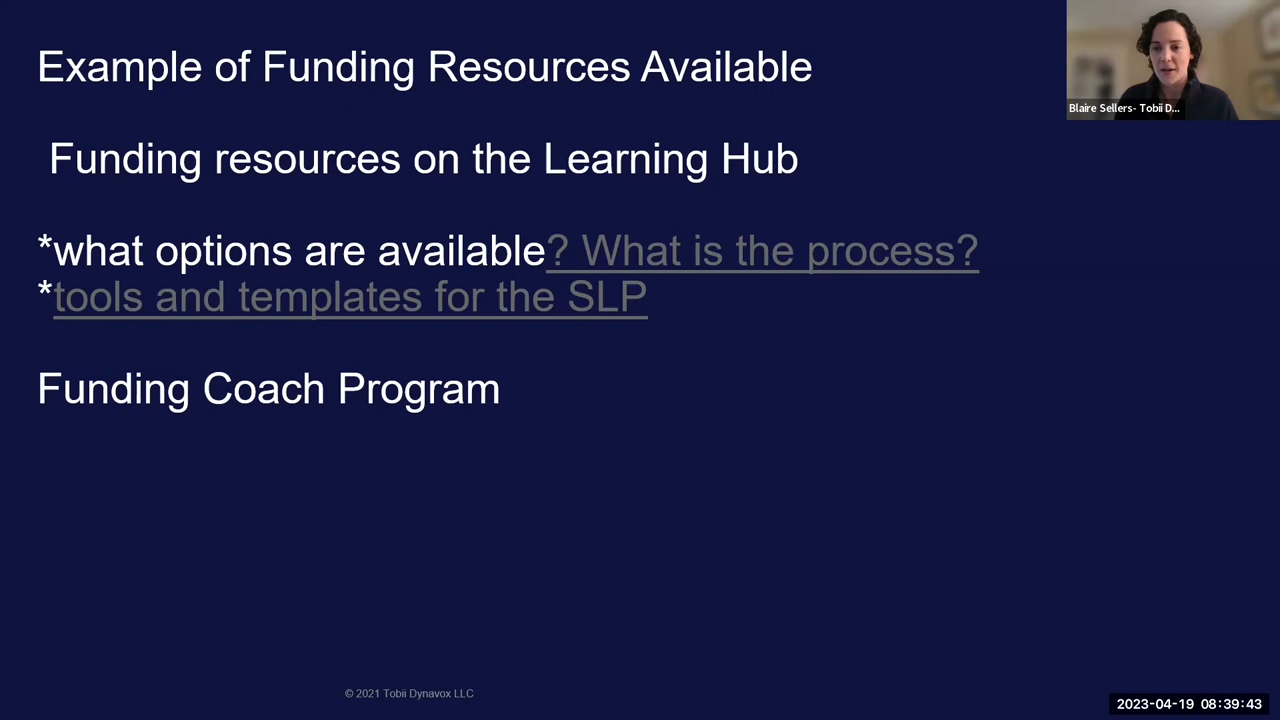 Example of Funding Resources Available
Funding resources on the Learning Hub
*what options are available? What is the process?
*tools and templates for the SLP
Funding Coach Program
Blaire Sellers- Tobii D...
© 2021 Tobii Dynavox LLC
2023-04-19 08:39:43